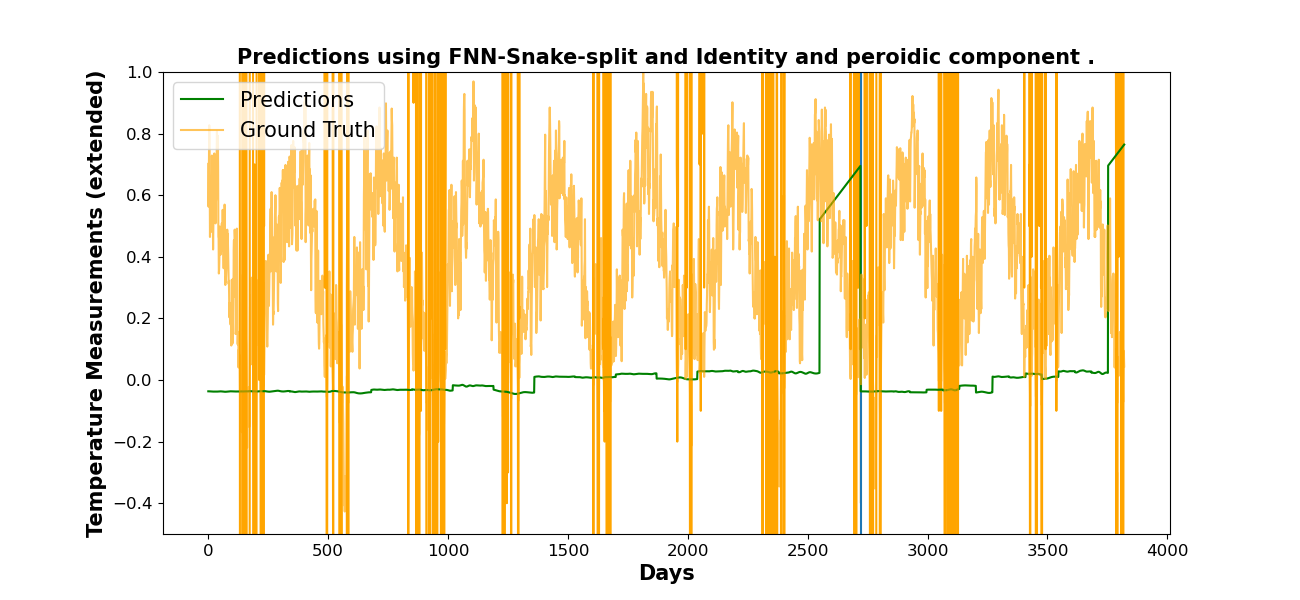 Predictions using FNN-Snake-split and Identity and peroidic component .
Temperature Measurements (extended)
1.0
0.8
0.6
0.4
0.2
0.0
−0.2
−0.4
Predictions
Ground Truth
0 500 1000 1500 2000 2500 3000 3500 4000
Days